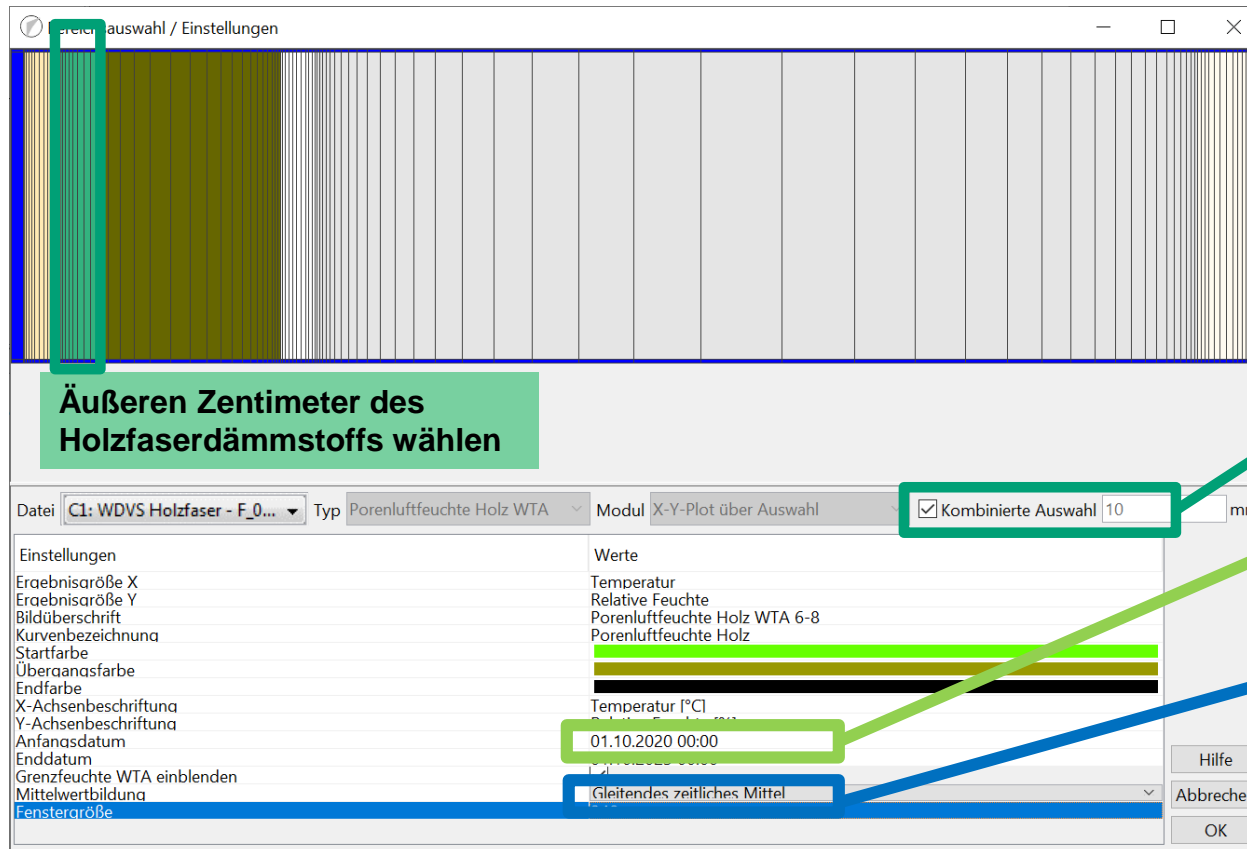 auswahl / Einstellungen
Äußeren Zentimeter des
Holzfaserdämmstoffs wählen
Datei C1: WDVS Holzfaser - F_0... Typ Porenluftfeuchte Holz WTA Modul X-Y-Plot über Auswahl Kombinierte Auswahl 10
Einstellungen Werte
Ergebnisgröße X Temperatur
Ergebnisgröße Y Relative Feuchte
Bildüberschrift Porenluftfeuchte Holz WTA 6-8
Kurvenbezeichnung Porenluftfeuchte Holz
Startfarbe
Übergangsfarbe
Endfarbe
X-Achsenbeschriftung Temperatur [°C]
Y-Achsenbeschriftung
Anfangsdatum 01.10.2020 00:00
Enddatum
Hilfe
Grenzfeuchte WTA einblenden
Mittelwertbildung Gleitendes zeitliches Mittel
Abbreche
Fenstergröße
OK